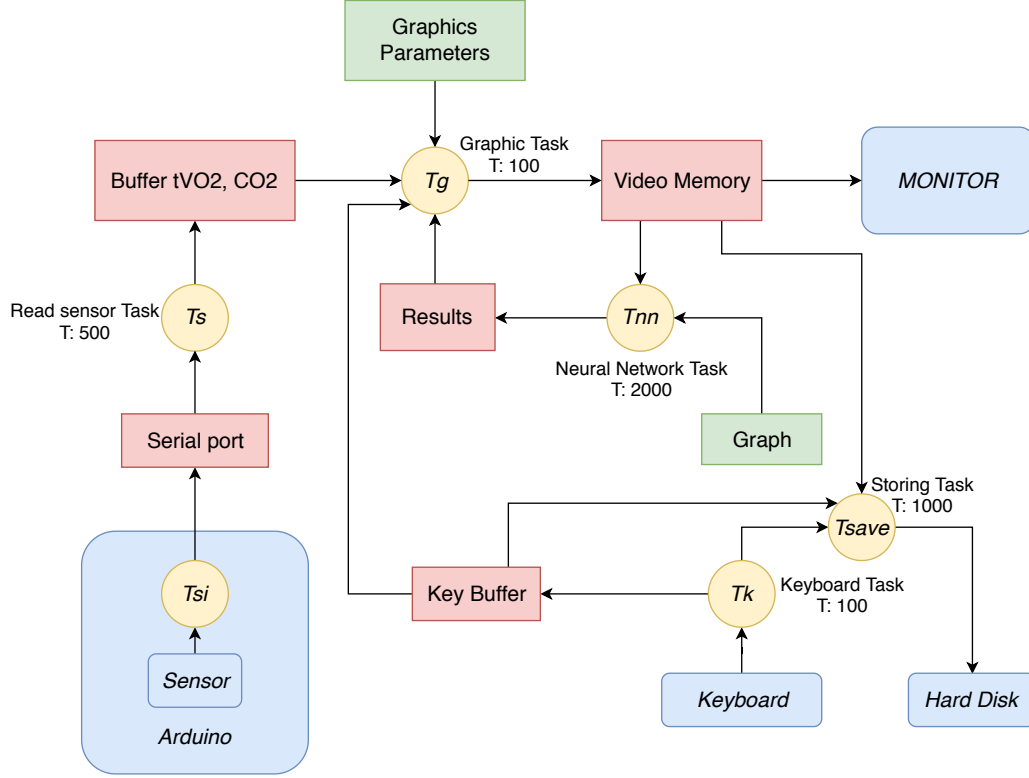 Graphics
Parameters
Graphic Task
T: 100
Buffer tVO2, CO2
Tg
Video Memory
MONITOR
Read sensor Task
T: 500
Ts
Results
Tnn
Neural Network Task
T: 2000
Serial port
Graph
Storing Task
T: 1000
Tsave
Tsi
Key Buffer
Tk
Keyboard Task
T: 100
Sensor
Keyboard
Hard Disk
Arduino